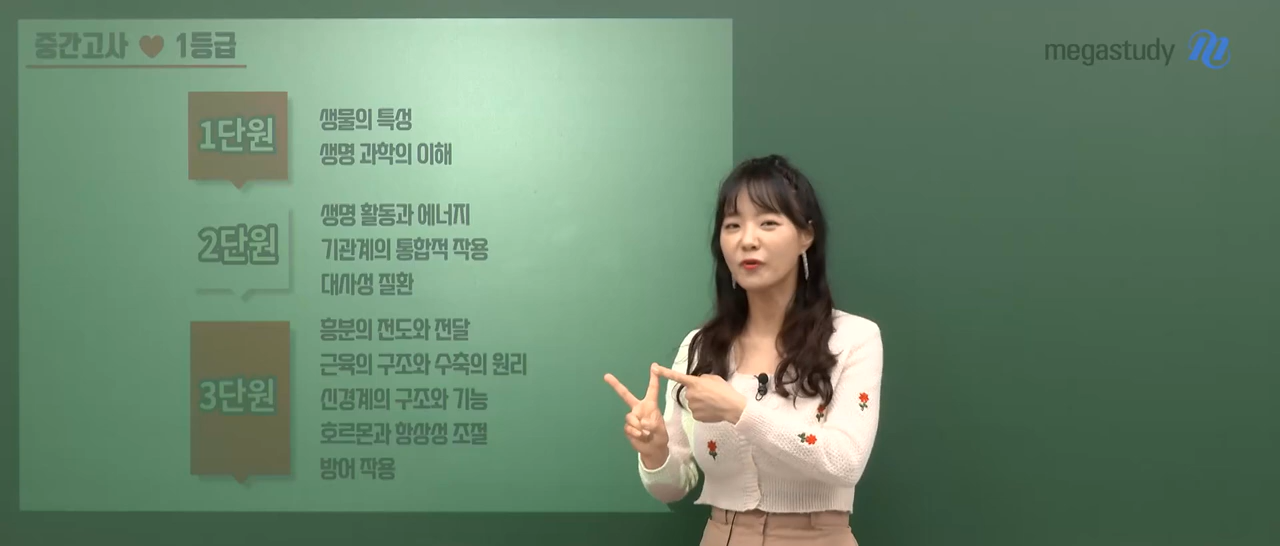 중간고사 ♥ 1등급
megastudy
1단원
생물의 특성
생명 과학의 이해
2단원
생명 활동과 에너지
기관계의 통합적 작용
대사성 질환
3단원
흥분의 전도와 전달
근육의 구조와 수축의 원리
신경계의 구조와 기능
호르몬과 항상성 조절
방어 작용